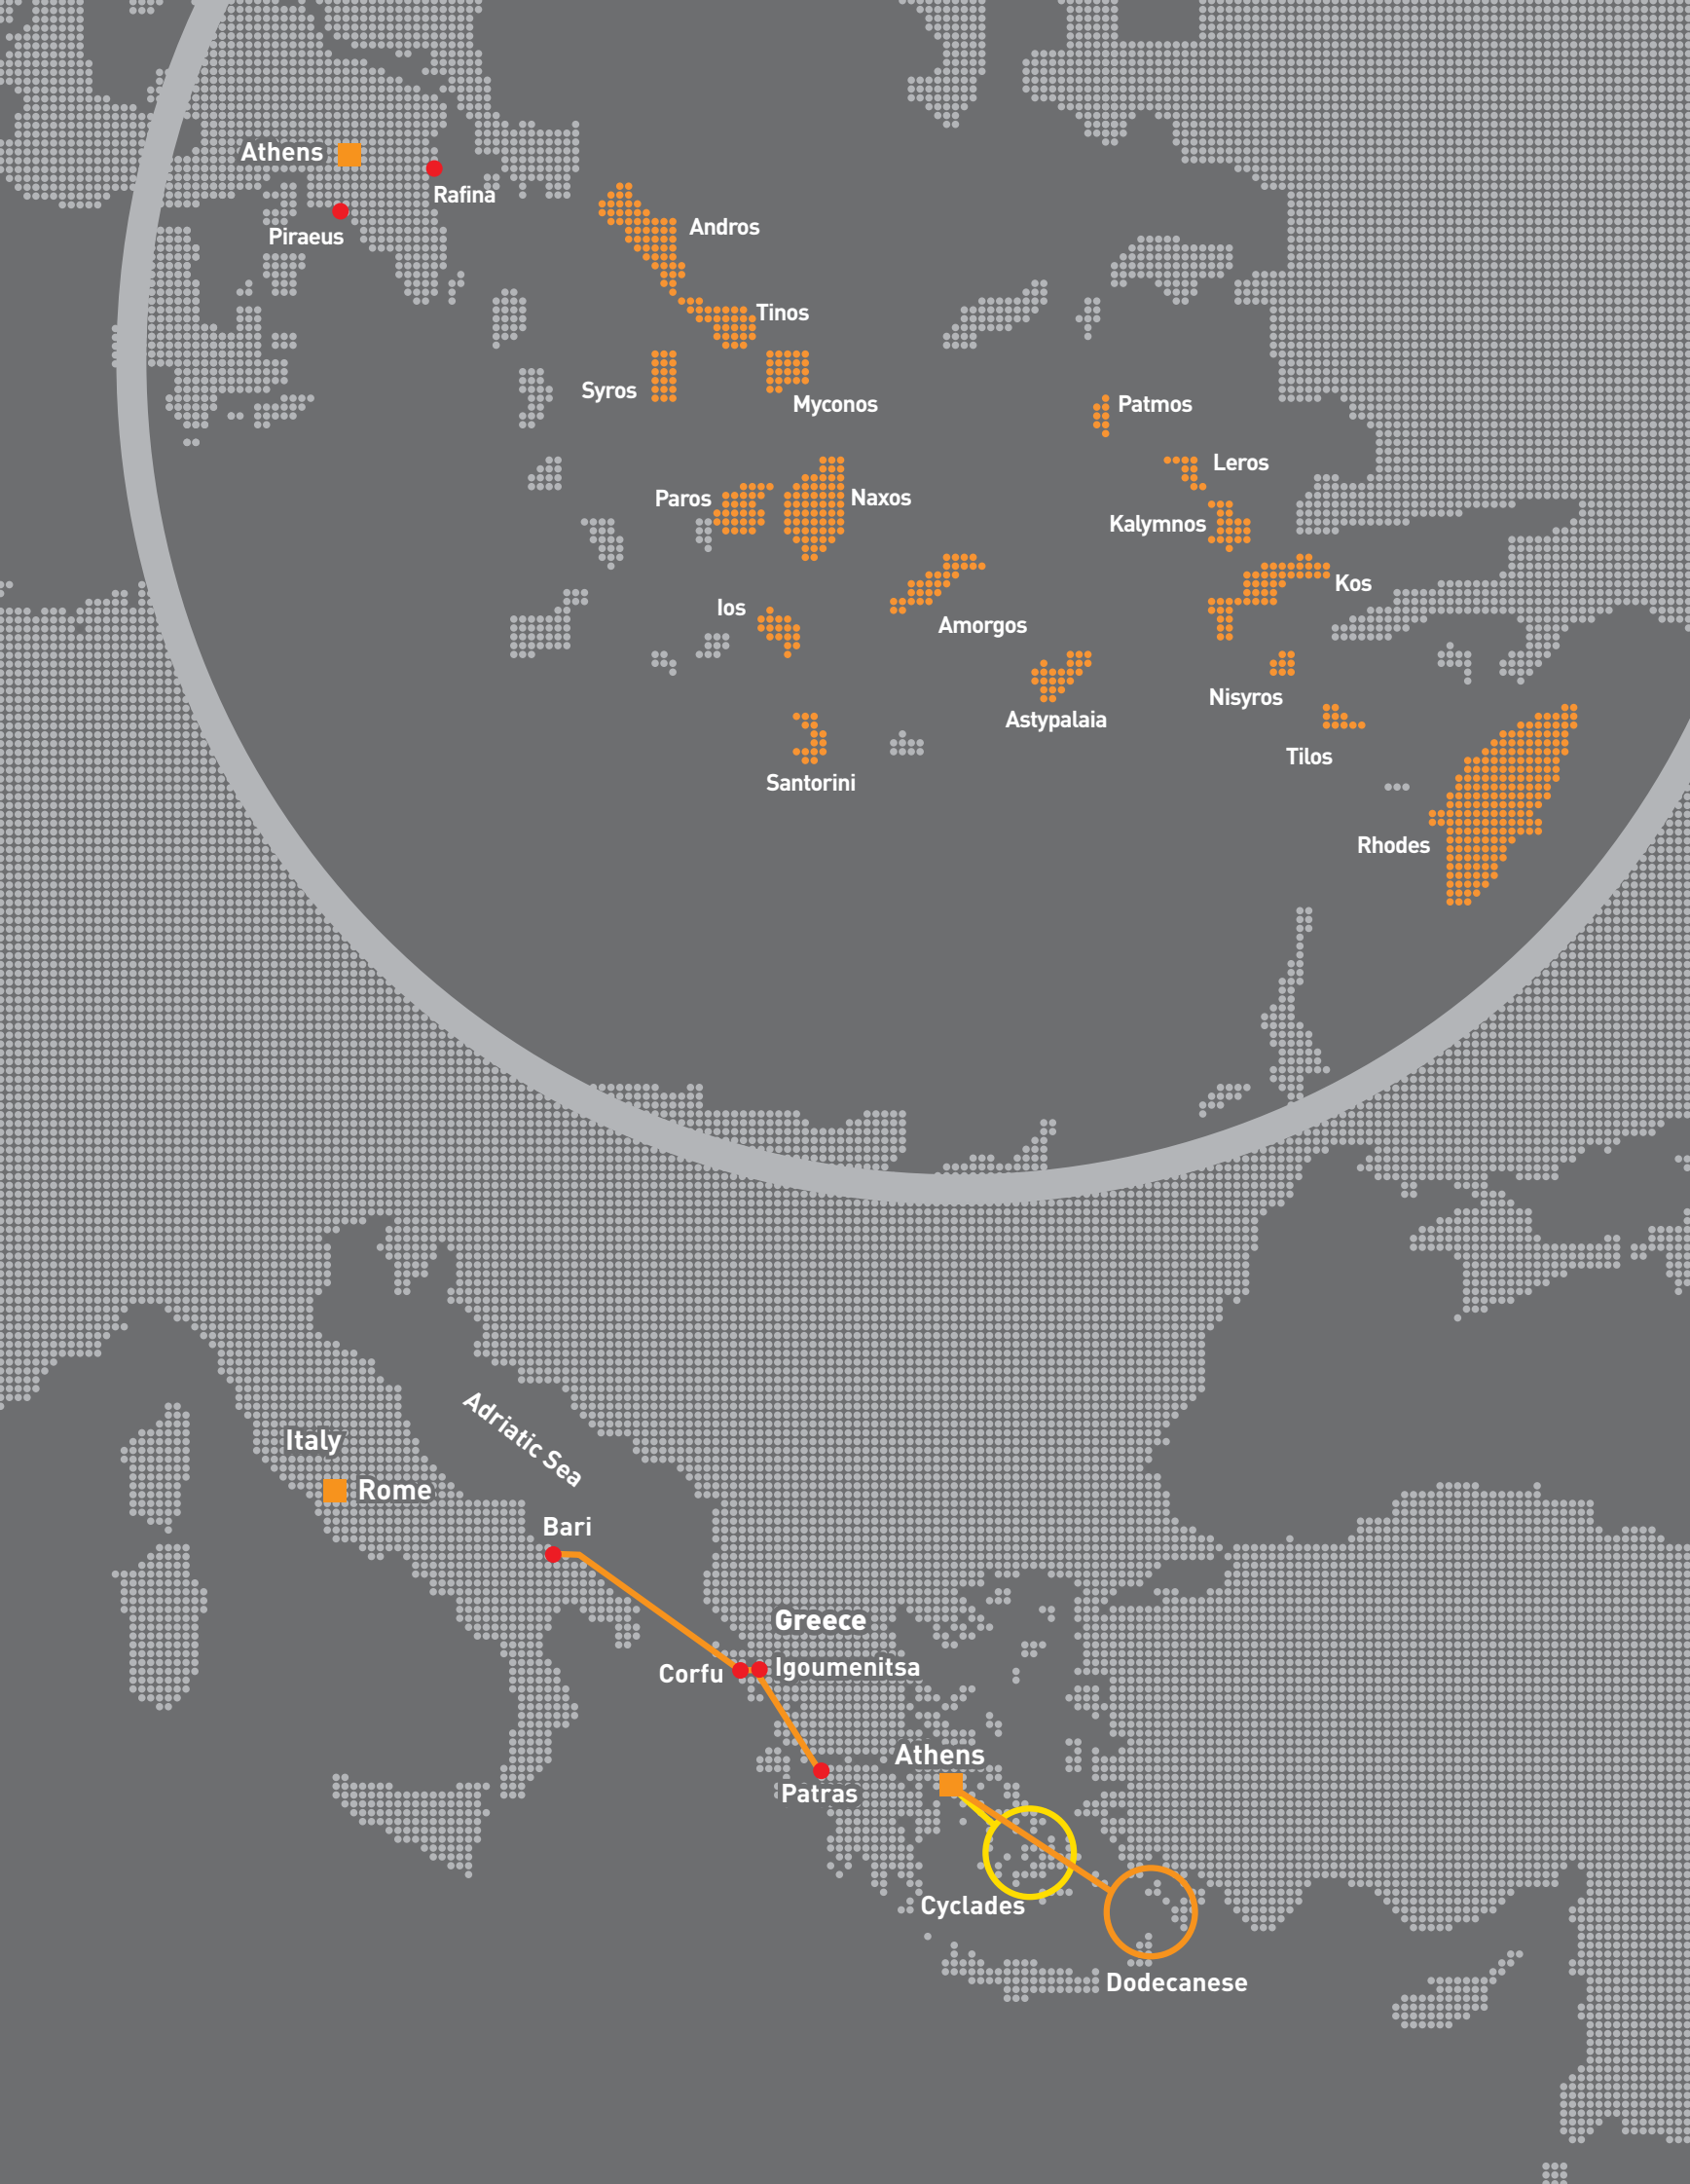 Athens
Rafina
Piraeus
Andros
Tinos
Syros
Myconos
Patmos
Leros
Paros
Naxos
Kalymnos
Kos
Ios
Amorgos
Nisyros
Astypalaia
Tilos
Santorini
Rhodes
Adriatic Sea
Italy
Rome
Bari
Greece
Igoumenitsa
Corfu
Athens
Patras
Cyclades
Dodecanese